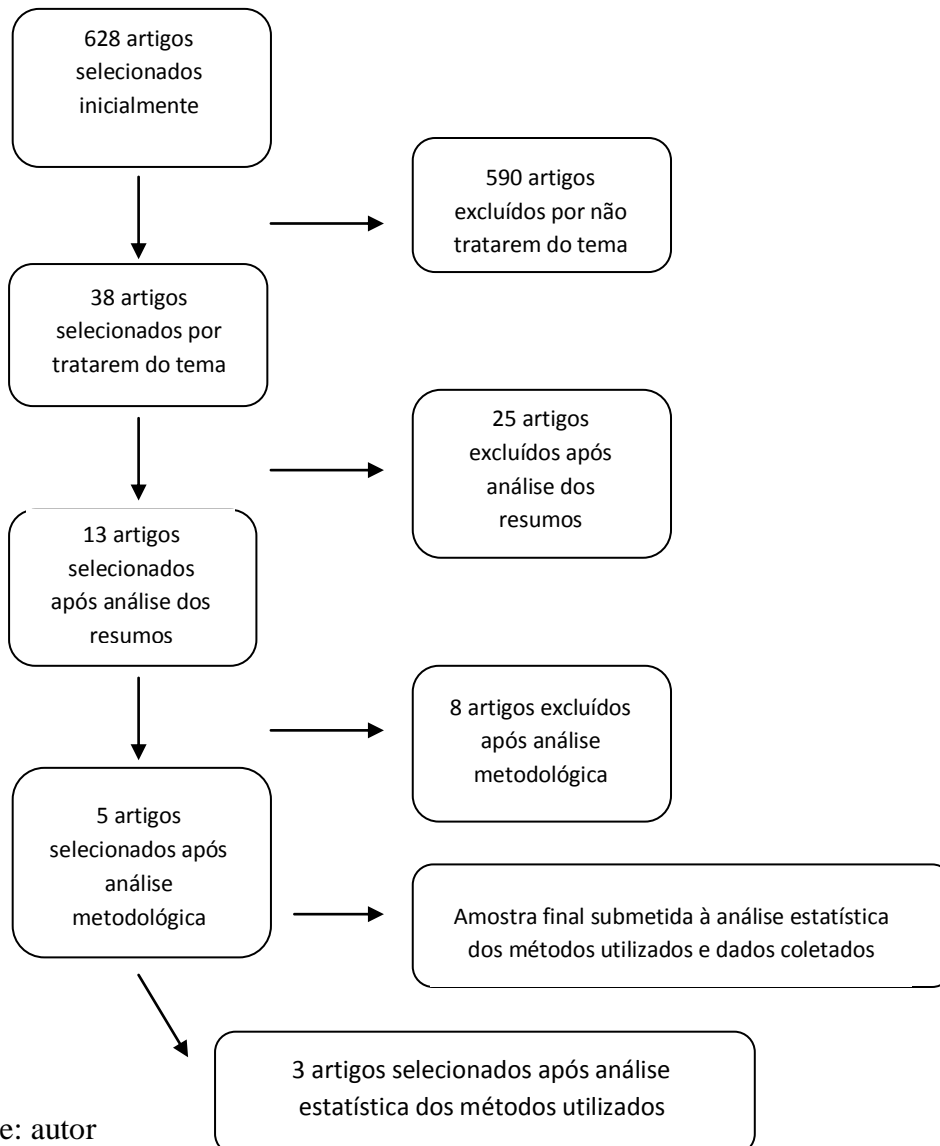 628 artigos
selecionados
inicialmente
590 artigos
excluídos por não
tratarem do tema
38 artigos
selecionados por
tratarem do tema
25 artigos
excluídos após
análise dos
resumos
13 artigos
selecionados
após análise dos
resumos
8 artigos excluídos
após análise
metodológica
5 artigos
selecionados após
análise
metodológica
Amostra final submetida à análise estatística
dos métodos utilizados e dados coletados
3 artigos selecionados após análise
estatística dos métodos utilizados
e: autor